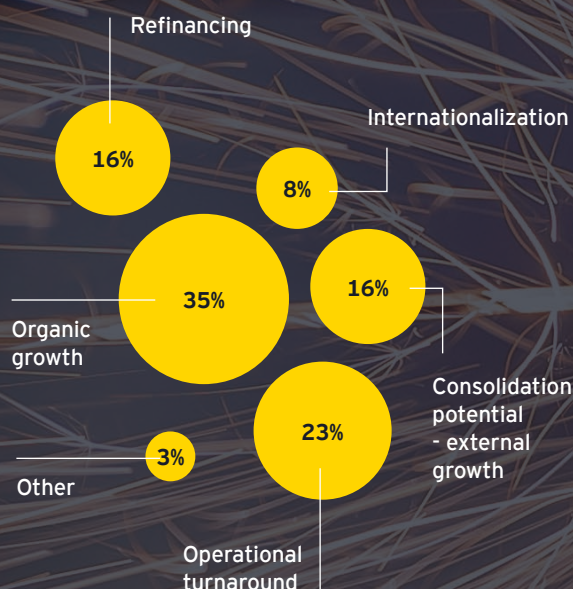 Refinancing
16%
Internationalization
8%
35%
16%
Organic
growth
Consolidation
potential
- external
growth
23%
3%
Other
Operational
turnaround